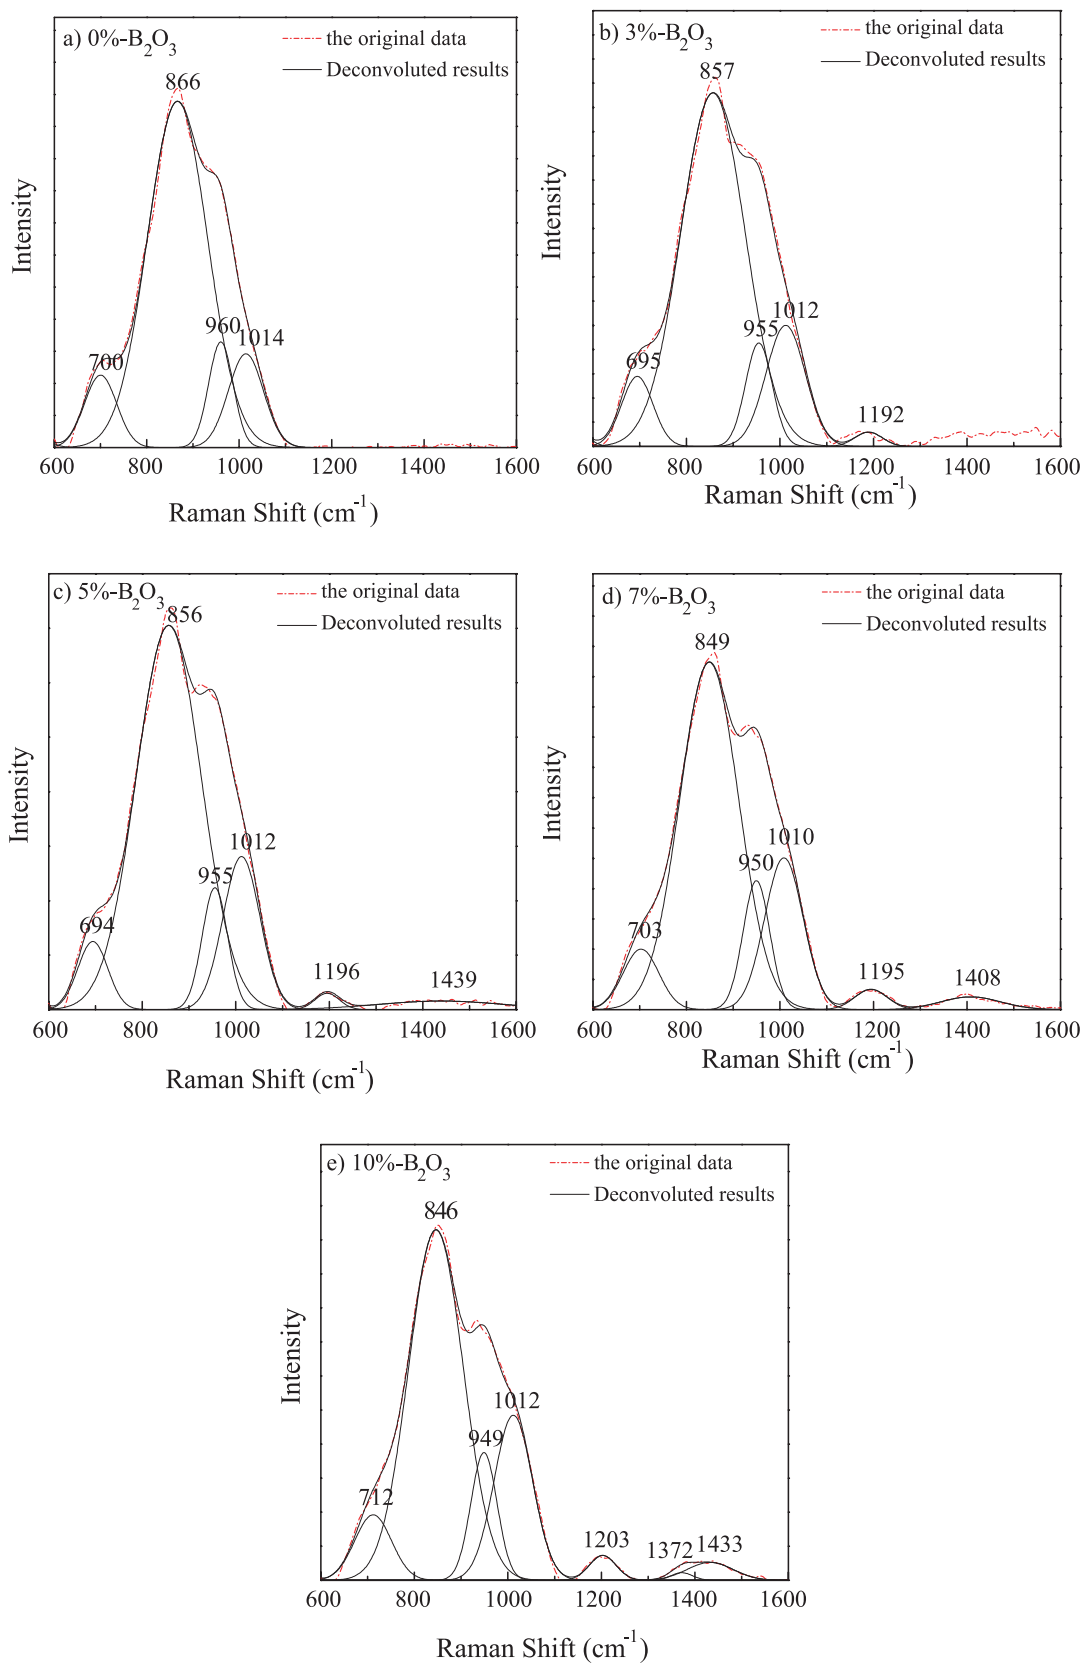 a) 0%-B₂O₃
the original data
Deconvoluted results
866
700
960
1014
Intensity
600 800 1000 1200 1400 1600
Raman Shift (cm⁻¹)
b) 3%-B₂O₃
the original data
Deconvoluted results
857
695
955
1012
1192
Intensity
600 800 1000 1200 1400 1600
Raman Shift (cm⁻¹)
c) 5%-B₂O₃
the original data
Deconvoluted results
856
694
955
1012
1196
1439
Intensity
600 800 1000 1200 1400 1600
Raman Shift (cm⁻¹)
d) 7%-B₂O₃
the original data
Deconvoluted results
849
703
950
1010
1195
1408
Intensity
600 800 1000 1200 1400 1600
Raman Shift (cm⁻¹)
e) 10%-B₂O₃
the original data
Deconvoluted results
846
712
949
1012
1203
1372
1433
Intensity
600 800 1000 1200 1400 1600
Raman Shift (cm⁻¹)